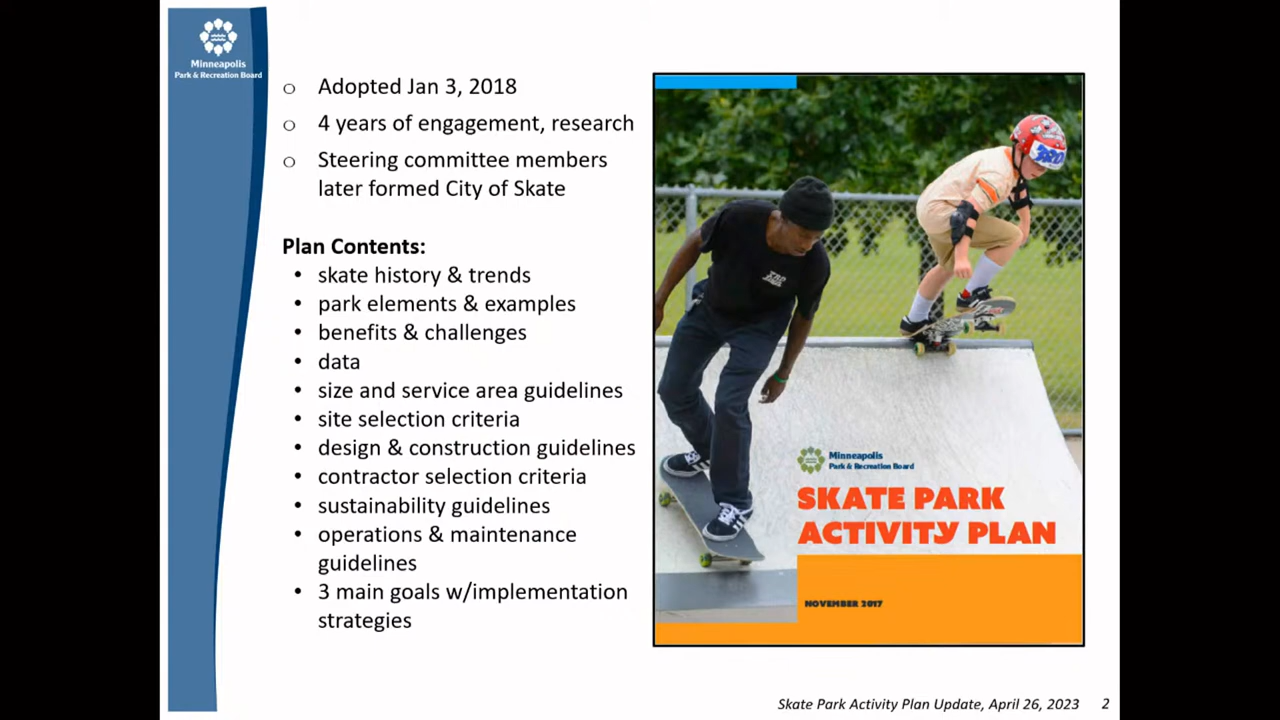 Minneapolis
Park & Recreation Board
Adopted Jan 3, 2018
4 years of engagement, research
Steering committee members
later formed City of Skate
Plan Contents:
skate history & trends
park elements & examples
benefits & challenges
data
size and service area guidelines
site selection criteria
design & construction guidelines
contractor selection criteria
sustainability guidelines
operations & maintenance
guidelines
3 main goals w/implementation
strategies
Minneapolis
Park & Recreation Board
SKATE PARK
ACTIVITY PLAN
NOVEMBER 2017
Skate Park Activity Plan Update, April 26, 2023 2